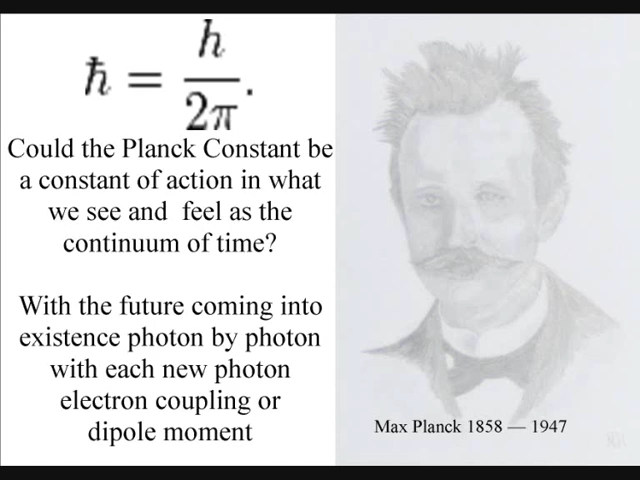 ħ = h/2π.
Could the Planck Constant be
a constant of action in what
we see and feel as the
continuum of time?
With the future coming into
existence photon by photon
with each new photon
electron coupling or
dipole moment
Max Planck 1858 — 1947